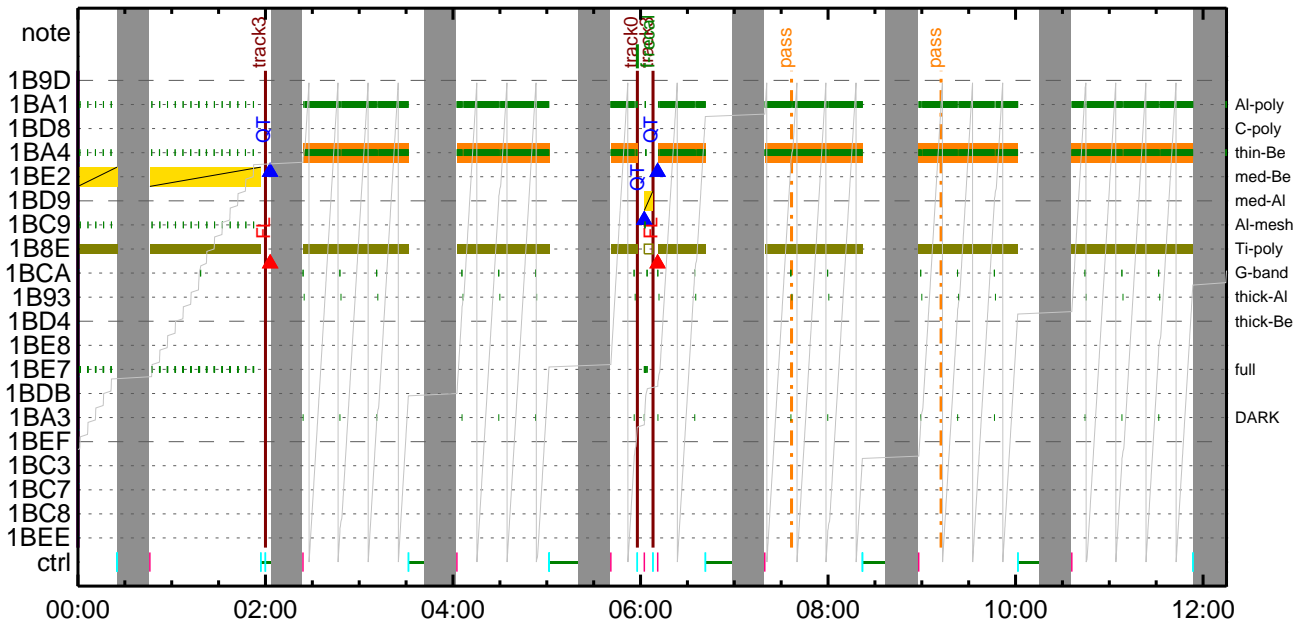 note
track3
track0
track3
pass
pass
1B9D
1BA1 Al-poly
1BD8 C-poly
QT
QT
1BA4 thin-Be
1BE2 med-Be
QT
1BD9 med-Al
1BC9 Al-mesh
1B8E Ti-poly
1BCA G-band
1B93 thick-Al
1BD4 thick-Be
1BE8
1BE7 full
1BDB
1BA3 DARK
1BEF
1BC3
1BC7
1BC8
1BEE
ctrl
00:00 02:00 04:00 06:00 08:00 10:00 12:00